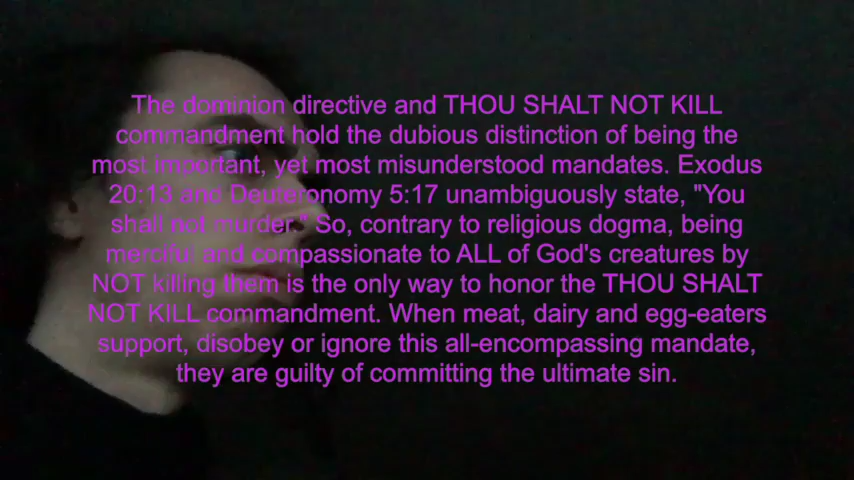 The dominion directive and THOU SHALT NOT KILL
commandment hold the dubious distinction of being the
most important, yet most misunderstood mandates. Exodus
20:13 and Deuteronomy 5:17 unambiguously state, "You
shall not murder." So, contrary to religious dogma, being
merciful and compassionate to ALL of God's creatures by
NOT killing them is the only way to honor the THOU SHALT
NOT KILL commandment. When meat, dairy and egg-eaters
support, disobey or ignore this all-encompassing mandate,
they are guilty of committing the ultimate sin.